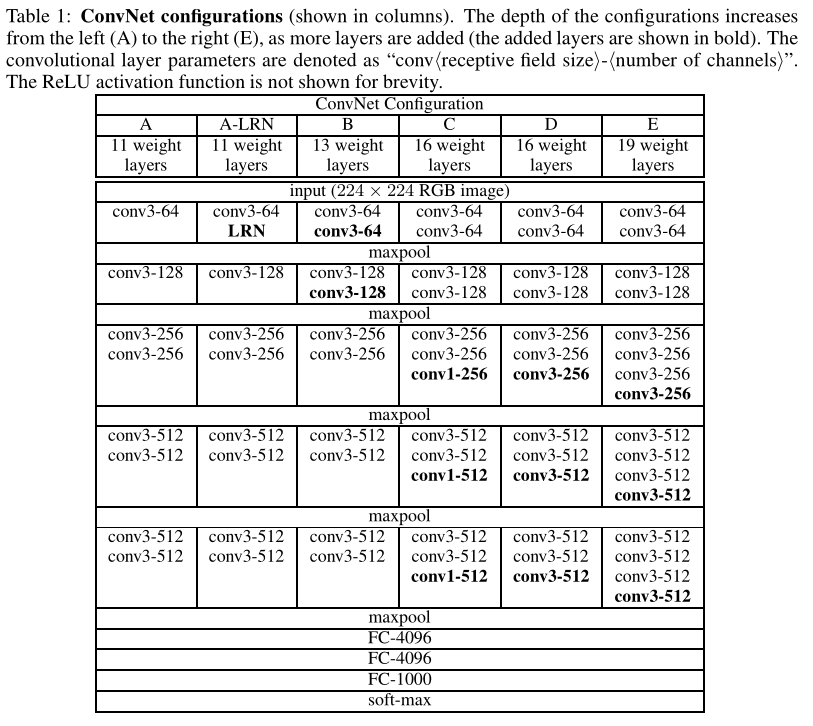 Table 1: ConvNet configurations (shown in columns). The depth of the configurations increases
from the left (A) to the right (E), as more layers are added (the added layers are shown in bold). The
convolutional layer parameters are denoted as “conv⟨receptive field size⟩-⟨number of channels⟩”.
The ReLU activation function is not shown for brevity.
ConvNet Configuration
A A-LRN B C D E
11 weight 11 weight 13 weight 16 weight 16 weight 19 weight
layers layers layers layers layers layers
input (224 × 224 RGB image)
conv3-64 conv3-64 conv3-64 conv3-64 conv3-64 conv3-64
LRN conv3-64 conv3-64 conv3-64 conv3-64
maxpool
conv3-128 conv3-128 conv3-128 conv3-128 conv3-128 conv3-128
conv3-128 conv3-128 conv3-128 conv3-128
maxpool
conv3-256 conv3-256 conv3-256 conv3-256 conv3-256 conv3-256
conv3-256 conv3-256 conv3-256 conv3-256 conv3-256 conv3-256
conv1-256 conv3-256 conv3-256
conv3-256
maxpool
conv3-512 conv3-512 conv3-512 conv3-512 conv3-512 conv3-512
conv3-512 conv3-512 conv3-512 conv3-512 conv3-512 conv3-512
conv1-512 conv3-512 conv3-512
conv3-512
maxpool
conv3-512 conv3-512 conv3-512 conv3-512 conv3-512 conv3-512
conv3-512 conv3-512 conv3-512 conv3-512 conv3-512 conv3-512
conv1-512 conv3-512 conv3-512
conv3-512
maxpool
FC-4096
FC-4096
FC-1000
soft-max